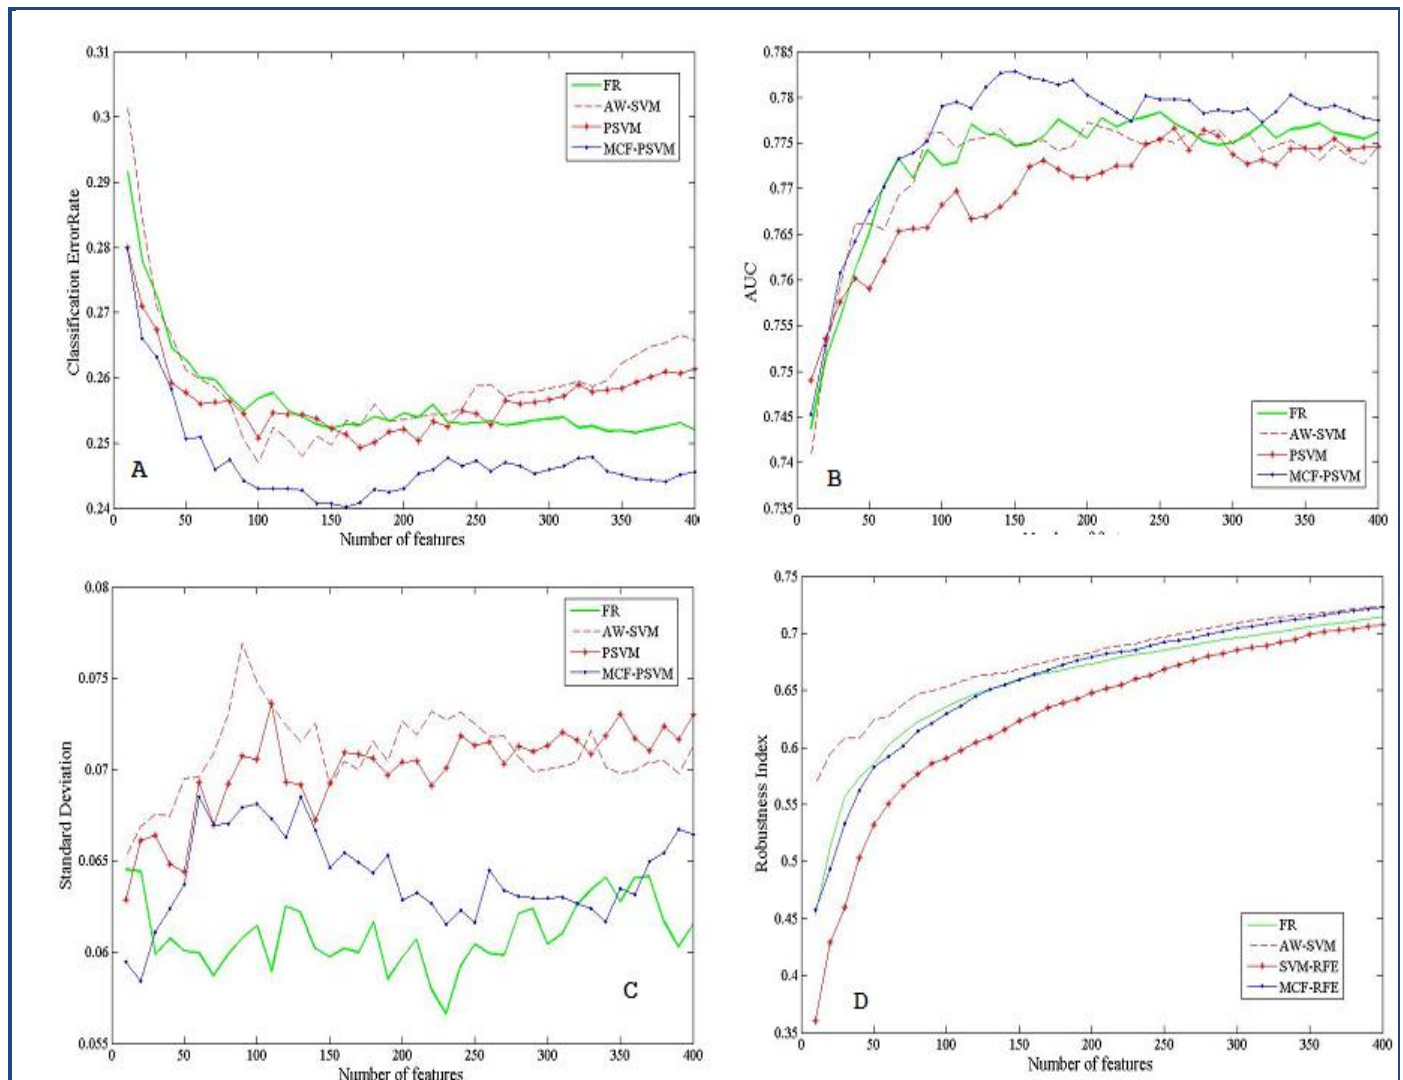 0.31
0.3
0.29
0.28
0.27
0.26
0.25
0.24
Classification ErrorRate
FR
AW-SVM
PSVM
MCF-PSVM
A
0 50 100 150 200 250 300 350 400
Number of features
0.785
0.78
0.775
0.77
0.765
0.76
0.755
0.75
0.745
0.74
0.735
AUC
FR
AW-SVM
PSVM
MCF-PSVM
B
0 50 100 150 200 250 300 350 400
0.08
0.075
0.07
0.065
0.06
0.055
Standard Deviation
FR
AW-SVM
PSVM
MCF-PSVM
C
0 50 100 150 200 250 300 350 400
Number of features
0.75
0.7
0.65
0.6
0.55
0.5
0.45
0.4
0.35
Robustness Index
FR
AW-SVM
SVM-RFE
MCF-RFE
D
0 50 100 150 200 250 300 350 400
Number of features